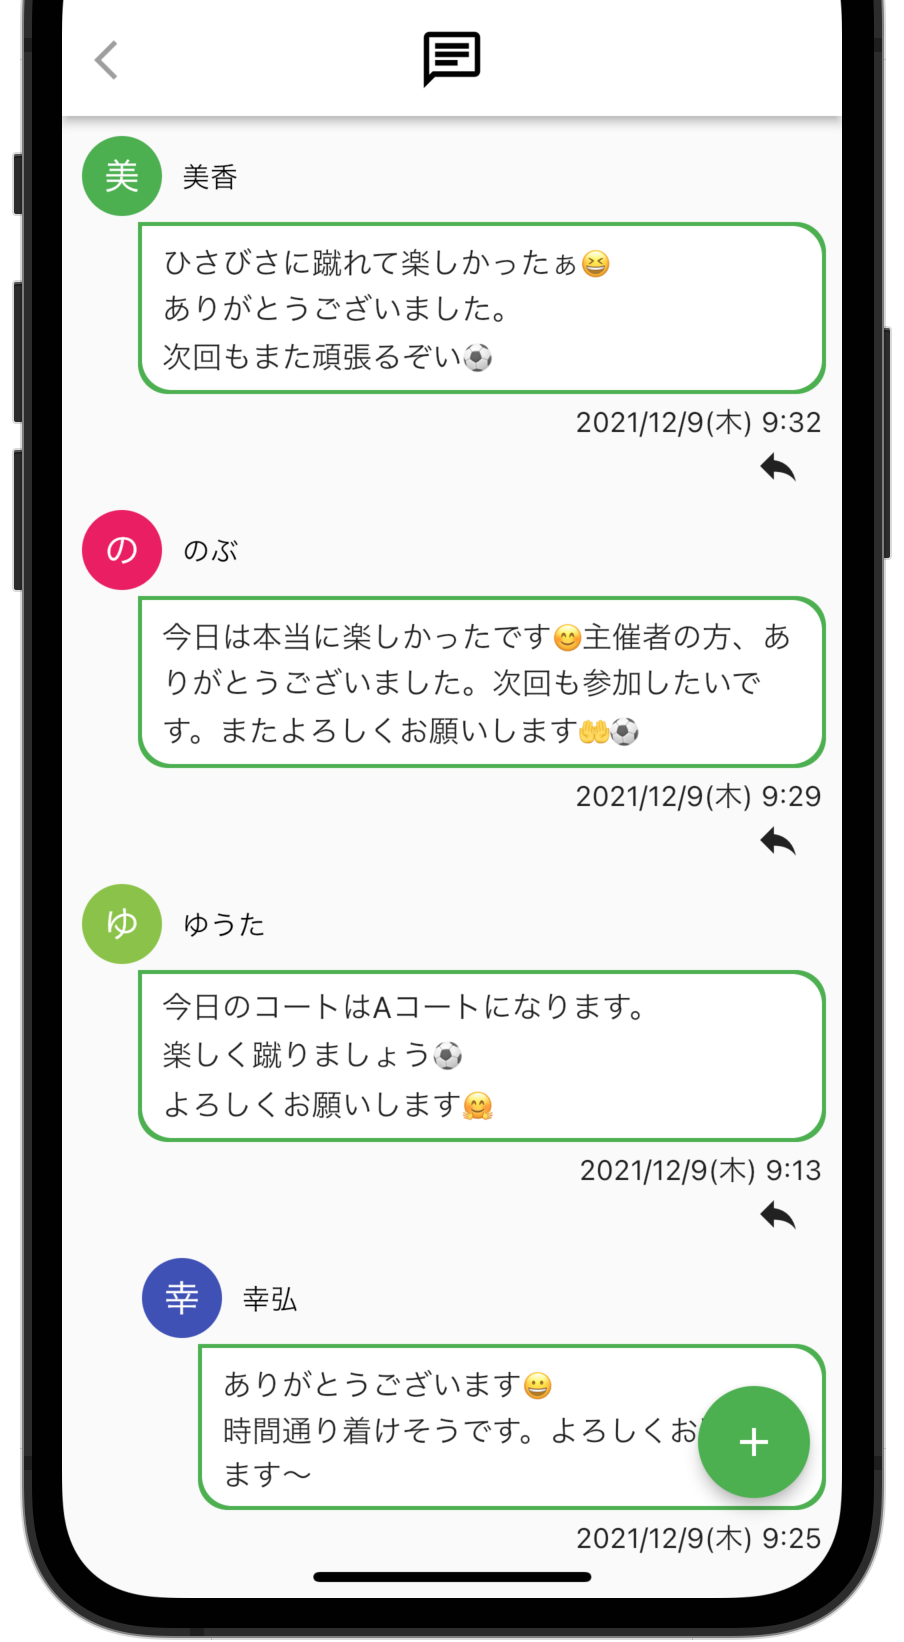 美
美香
ひさびさに蹴れて楽しかったぁ😆
ありがとうございました。
次回もまた頑張るぞい⚽
2021/12/9(木) 9:32
の
のぶ
今日は本当に楽しかったです😊主催者の方、あ
りがとうございました。次回も参加したいで
す。またよろしくお願いします🤲⚽
2021/12/9(木) 9:29
ゆ
ゆうた
今日のコートはAコートになります。
楽しく蹴りましょう⚽
よろしくお願いします🤗
2021/12/9(木) 9:13
幸
幸弘
ありがとうございます😀
時間通り着けそうです。よろしくお
ます〜
+
2021/12/9(木) 9:25